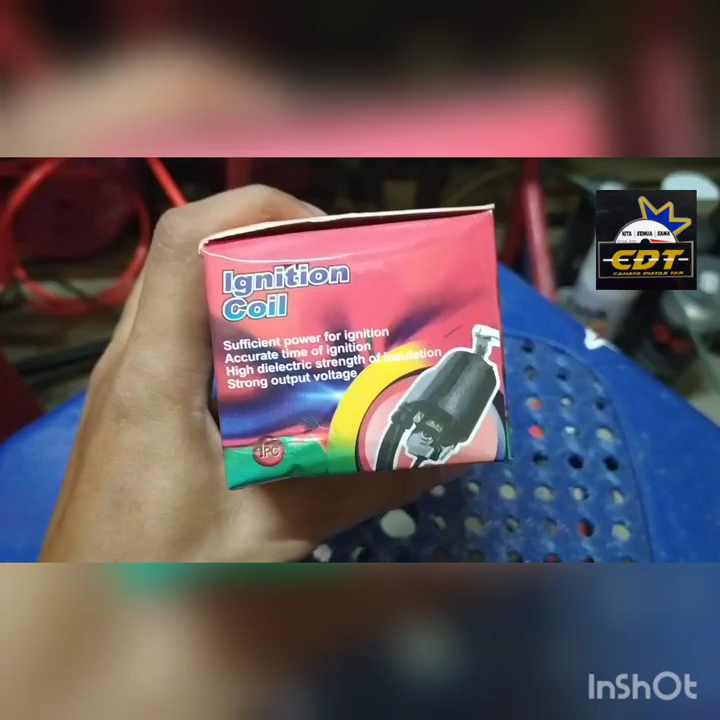 KITA | SEMUA | SAMA
CDT
CAHAYA DIATAS TAR
Ignition
Coil
Sufficient power for ignition
Accurate time of ignition
High dielectric strength of insulation
Strong output voltage
1PC
InShOt